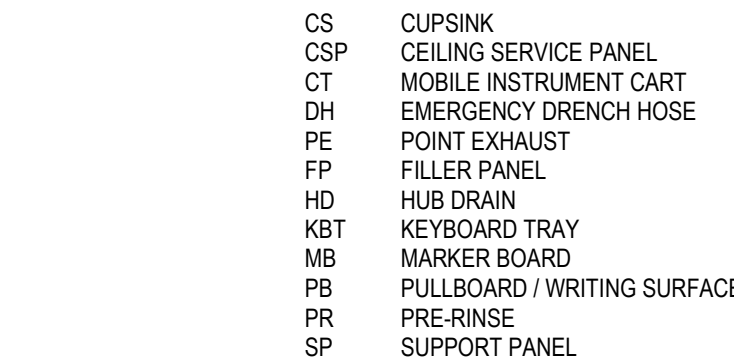 CS CUPSINK
CSP CEILING SERVICE PANEL
CT MOBILE INSTRUMENT CART
DH EMERGENCY DRENCH HOSE
PE POINT EXHAUST
FP FILLER PANEL
HD HUB DRAIN
KBT KEYBOARD TRAY
MB MARKER BOARD
PB PULLBOARD / WRITING SURFACE
PR PRE-RINSE
SP SUPPORT PANEL